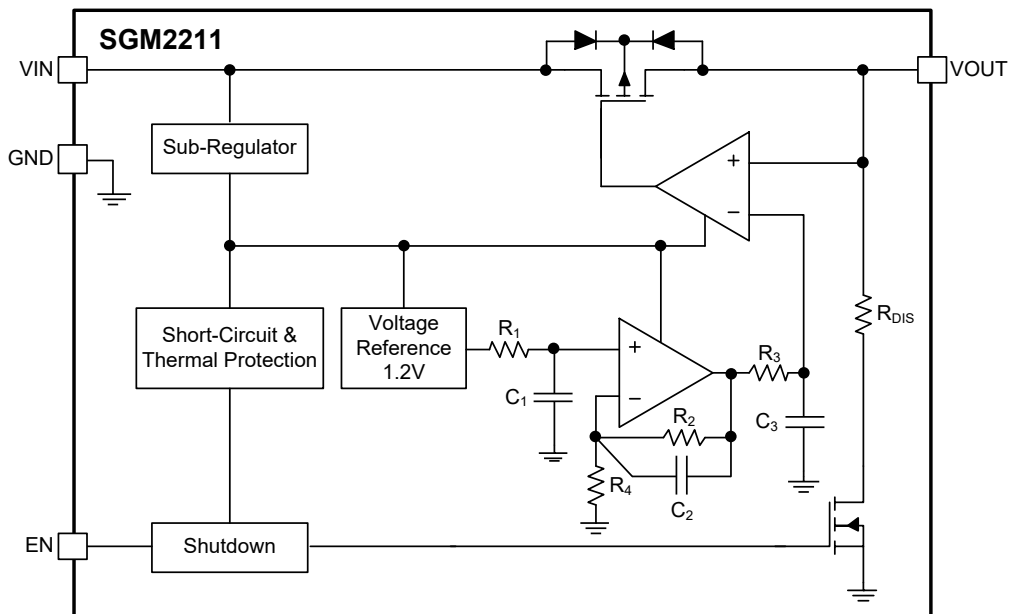 SGM2211
VIN
VOUT
GND
Sub-Regulator
+
−
R₁
Short-Circuit &
Thermal Protection
Voltage
Reference
1.2V
C₁
+
−
R₃
R_DIS
R₂
C₃
R₄
C₂
EN
Shutdown